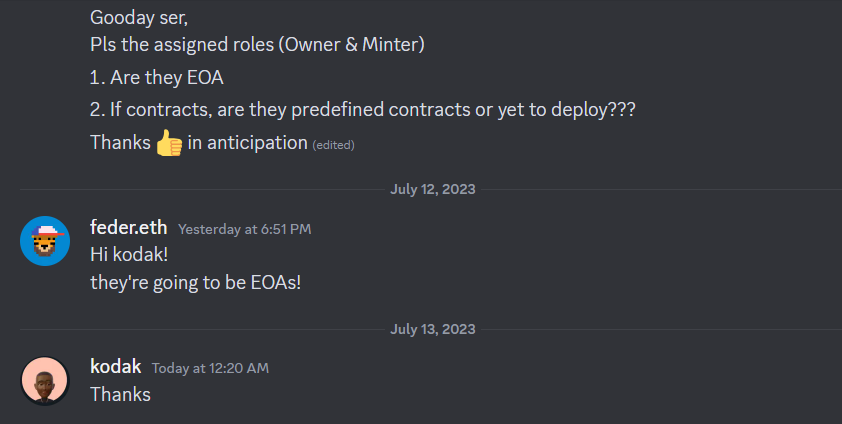 Gooday ser,
Pls the assigned roles (Owner & Minter)
1. Are they EOA
2. If contracts, are they predefined contracts or yet to deploy???
Thanks 👍 in anticipation (edited)
July 12, 2023
feder.eth Yesterday at 6:51 PM
Hi kodak!
they're going to be EOAs!
July 13, 2023
kodak Today at 12:20 AM
Thanks